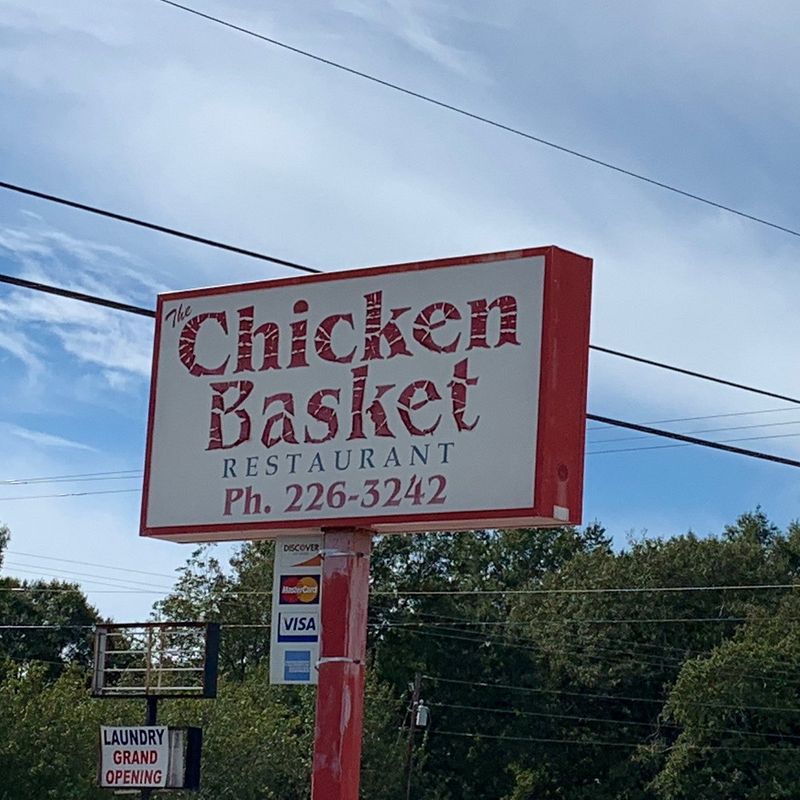 The
Chicken
Basket
RESTAURANT
Ph. 226-3242
DISCOVER
MasterCard
VISA
LAUNDRY
GRAND
OPENING